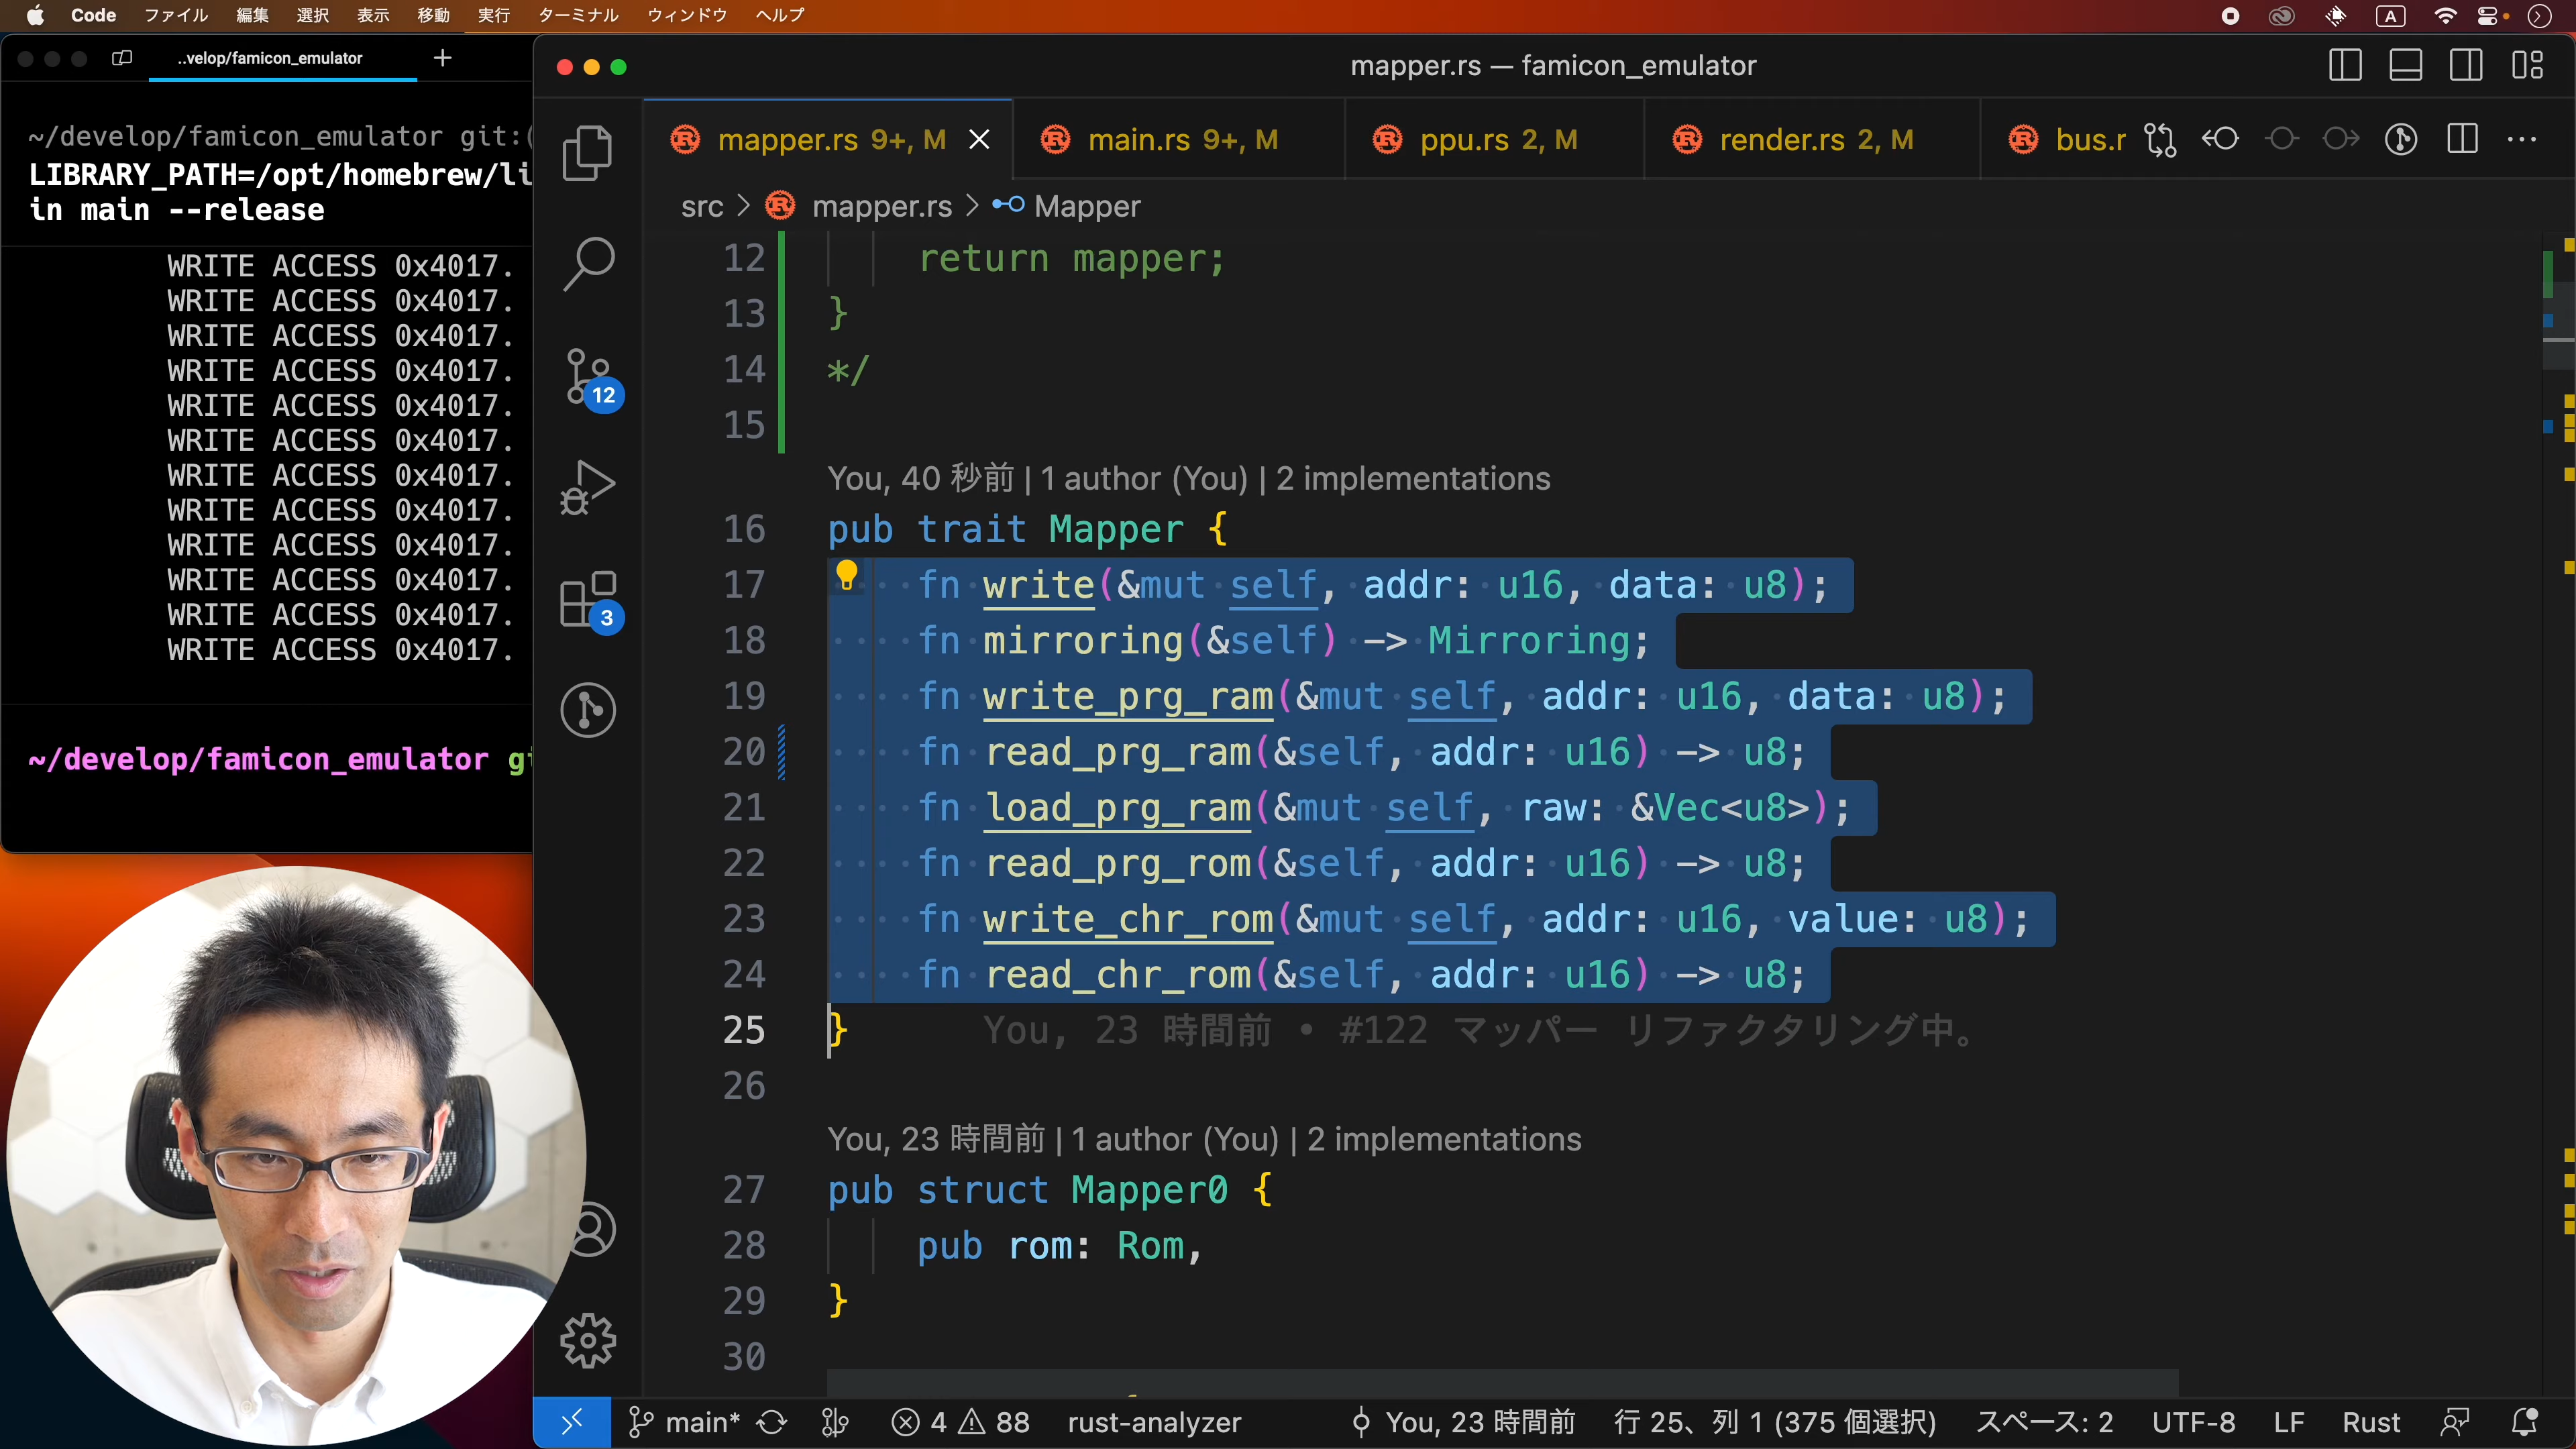 Code ファイル 編集 選択 表示 移動 実行 ターミナル ウィンドウ ヘルプ
A
..velop/famicon_emulator
mapper.rs — famicon_emulator
~/develop/famicon_emulator git:(
LIBRARY_PATH=/opt/homebrew/li
in main --release
WRITE ACCESS 0x4017.
WRITE ACCESS 0x4017.
WRITE ACCESS 0x4017.
WRITE ACCESS 0x4017.
WRITE ACCESS 0x4017.
WRITE ACCESS 0x4017.
WRITE ACCESS 0x4017.
WRITE ACCESS 0x4017.
WRITE ACCESS 0x4017.
WRITE ACCESS 0x4017.
WRITE ACCESS 0x4017.
WRITE ACCESS 0x4017.
~/develop/famicon_emulator gi
12
3
mapper.rs 9+, M main.rs 9+, M ppu.rs 2, M render.rs 2, M bus.r
src > mapper.rs > Mapper
12 return mapper;
13 }
14 */
15
You, 40 秒前 | 1 author (You) | 2 implementations
16 pub trait Mapper {
17 fn write(&mut self, addr: u16, data: u8);
18 fn mirroring(&self) -> Mirroring;
19 fn write_prg_ram(&mut self, addr: u16, data: u8);
20 fn read_prg_ram(&self, addr: u16) -> u8;
21 fn load_prg_ram(&mut self, raw: &Vec<u8>);
22 fn read_prg_rom(&self, addr: u16) -> u8;
23 fn write_chr_rom(&mut self, addr: u16, value: u8);
24 fn read_chr_rom(&self, addr: u16) -> u8;
25 } You, 23 時間前 • #122 マッパー リファクタリング中。
26
You, 23 時間前 | 1 author (You) | 2 implementations
27 pub struct Mapper0 {
28 pub rom: Rom,
29 }
30
main* 4 88 rust-analyzer You, 23 時間前 行 25、列 1 (375 個選択) スペース: 2 UTF-8 LF Rust